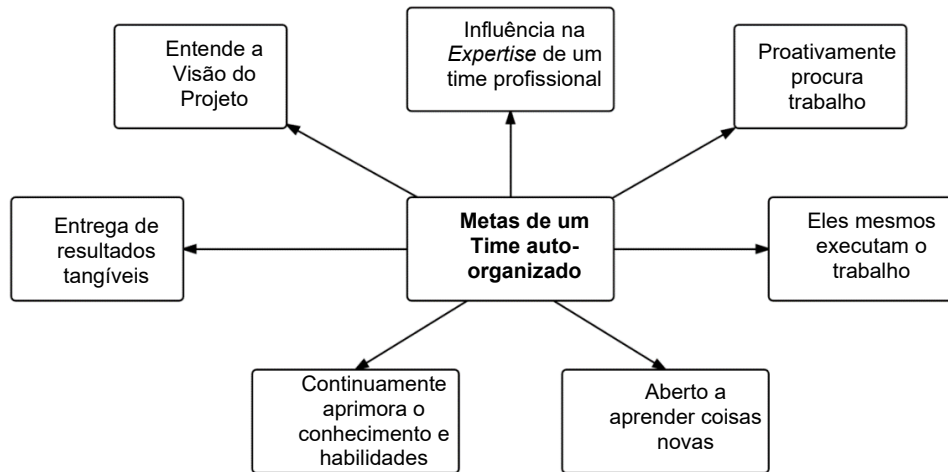 Entende a
Visão do
Projeto
Influência na
Expertise de um
time profissional
Proativamente
procura
trabalho
Entrega de
resultados
tangíveis
Metas de um
Time auto-
organizado
Eles mesmos
executam o
trabalho
Continuamente
aprimora o
conhecimento e
habilidades
Aberto a
aprender coisas
novas